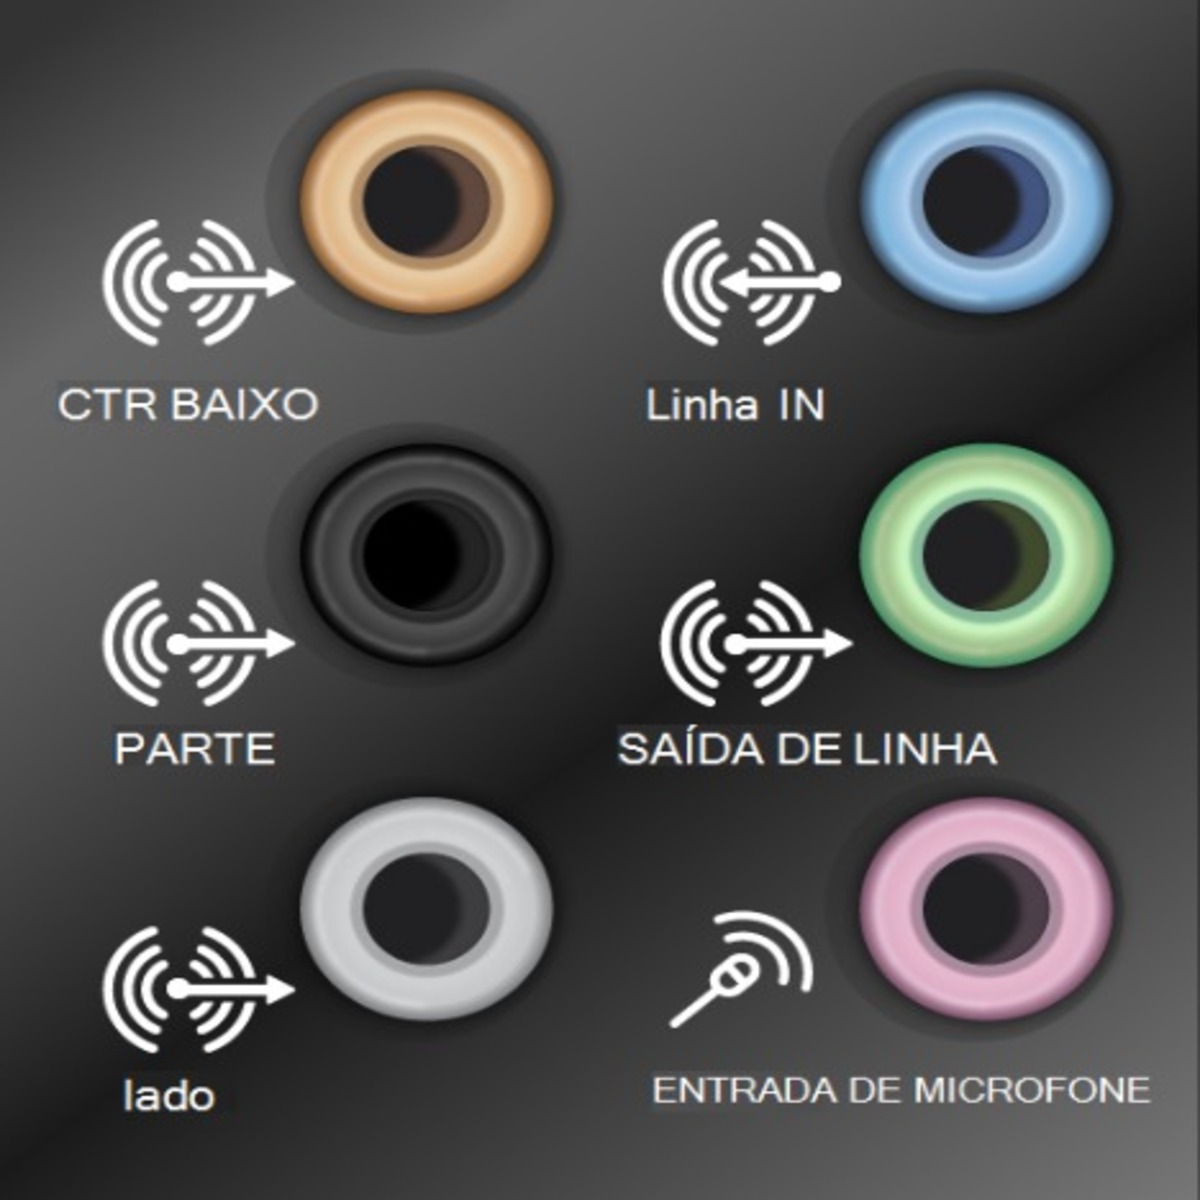 CTR BAIXO
Linha IN
PARTE
SAÍDA DE LINHA
lado
ENTRADA DE MICROFONE